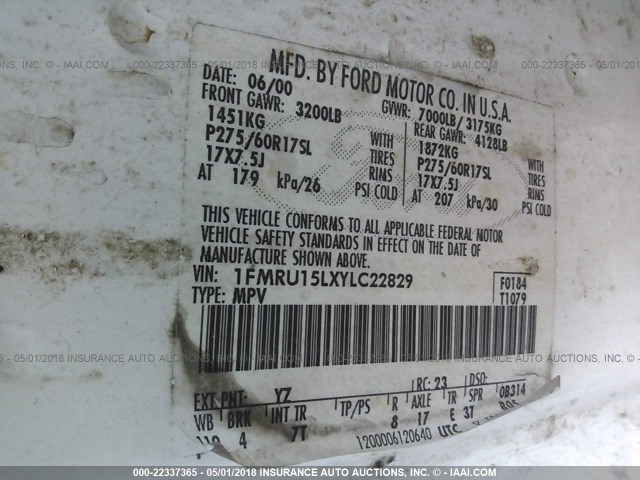 MFD. BY FORD MOTOR CO. IN U.S.A.
DATE: 06/00 GVWR: 7000LB/ 3175KG
FRONT GAWR: 3200LB REAR GAWR: 4128LB
1451KG WITH 1872KG WITH
P275/60R17SL TIRES P275/60R17SL TIRES
17X7.5J RIMS 17X7.5J RIMS
AT 179 kPa/26 PSI COLD AT 207 kPa/30 PSI COLD
THIS VEHICLE CONFORMS TO ALL APPLICABLE FEDERAL MOTOR
VEHICLE SAFETY STANDARDS IN EFFECT ON THE DATE OF
MANUFACTURE SHOWN ABOVE.
VIN: 1FMRU15LXYLC22829 F0184
TYPE: MPV T1079
EXT PNT: YZ RC: 23 DSO:
WB BRK INT TR TP/PS R AXLE TR SPR 0B314
119 4 7T 8 17 E 3T
1200006120640 UTC
000-22337365 - 05/01/2018 INSURANCE AUTO AUCTIONS - © IAAI.COM
000-22337365 - 05/01/2018 INSURANCE AUTO AUCTIONS - © IAAI.COM